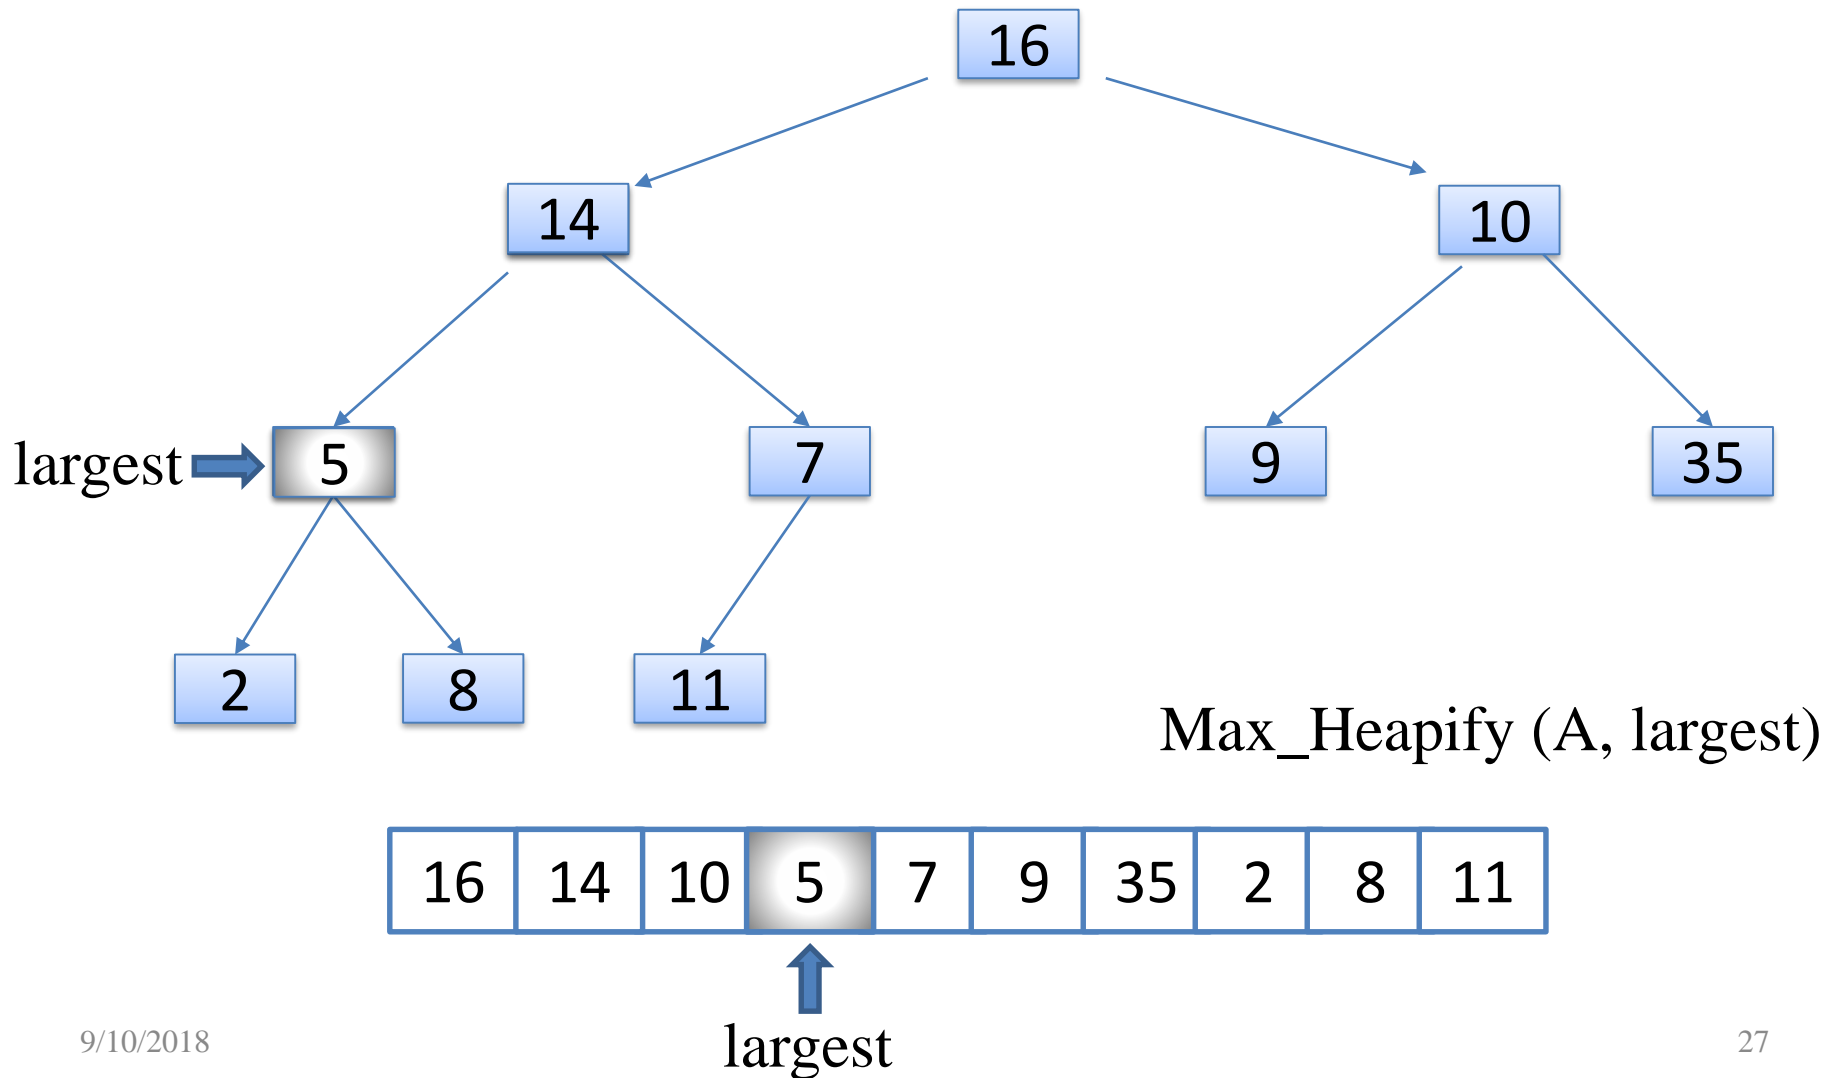 16
14 10
largest 5 7 9 35
2 8 11
Max_Heapify (A, largest)
16 14 10 5 7 9 35 2 8 11
largest
9/10/2018
27